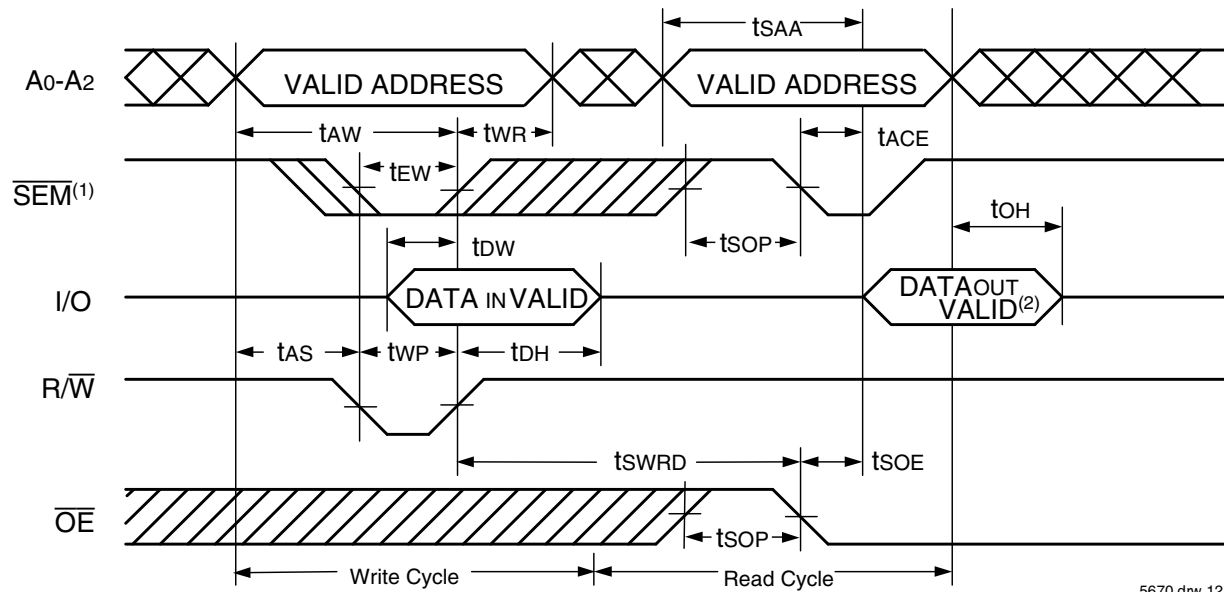 tSAA
A0-A2
VALID ADDRESS
VALID ADDRESS
tAW
tWR
tACE
tEW
SEM(1)
tOH
tSOP
tDW
I/O
DATA IN VALID
DATAOUT
VALID(2)
tAS
tWP
tDH
R/W
tSWRD
tSOE
OE
tSOP
Write Cycle
Read Cycle
5670 drw 12